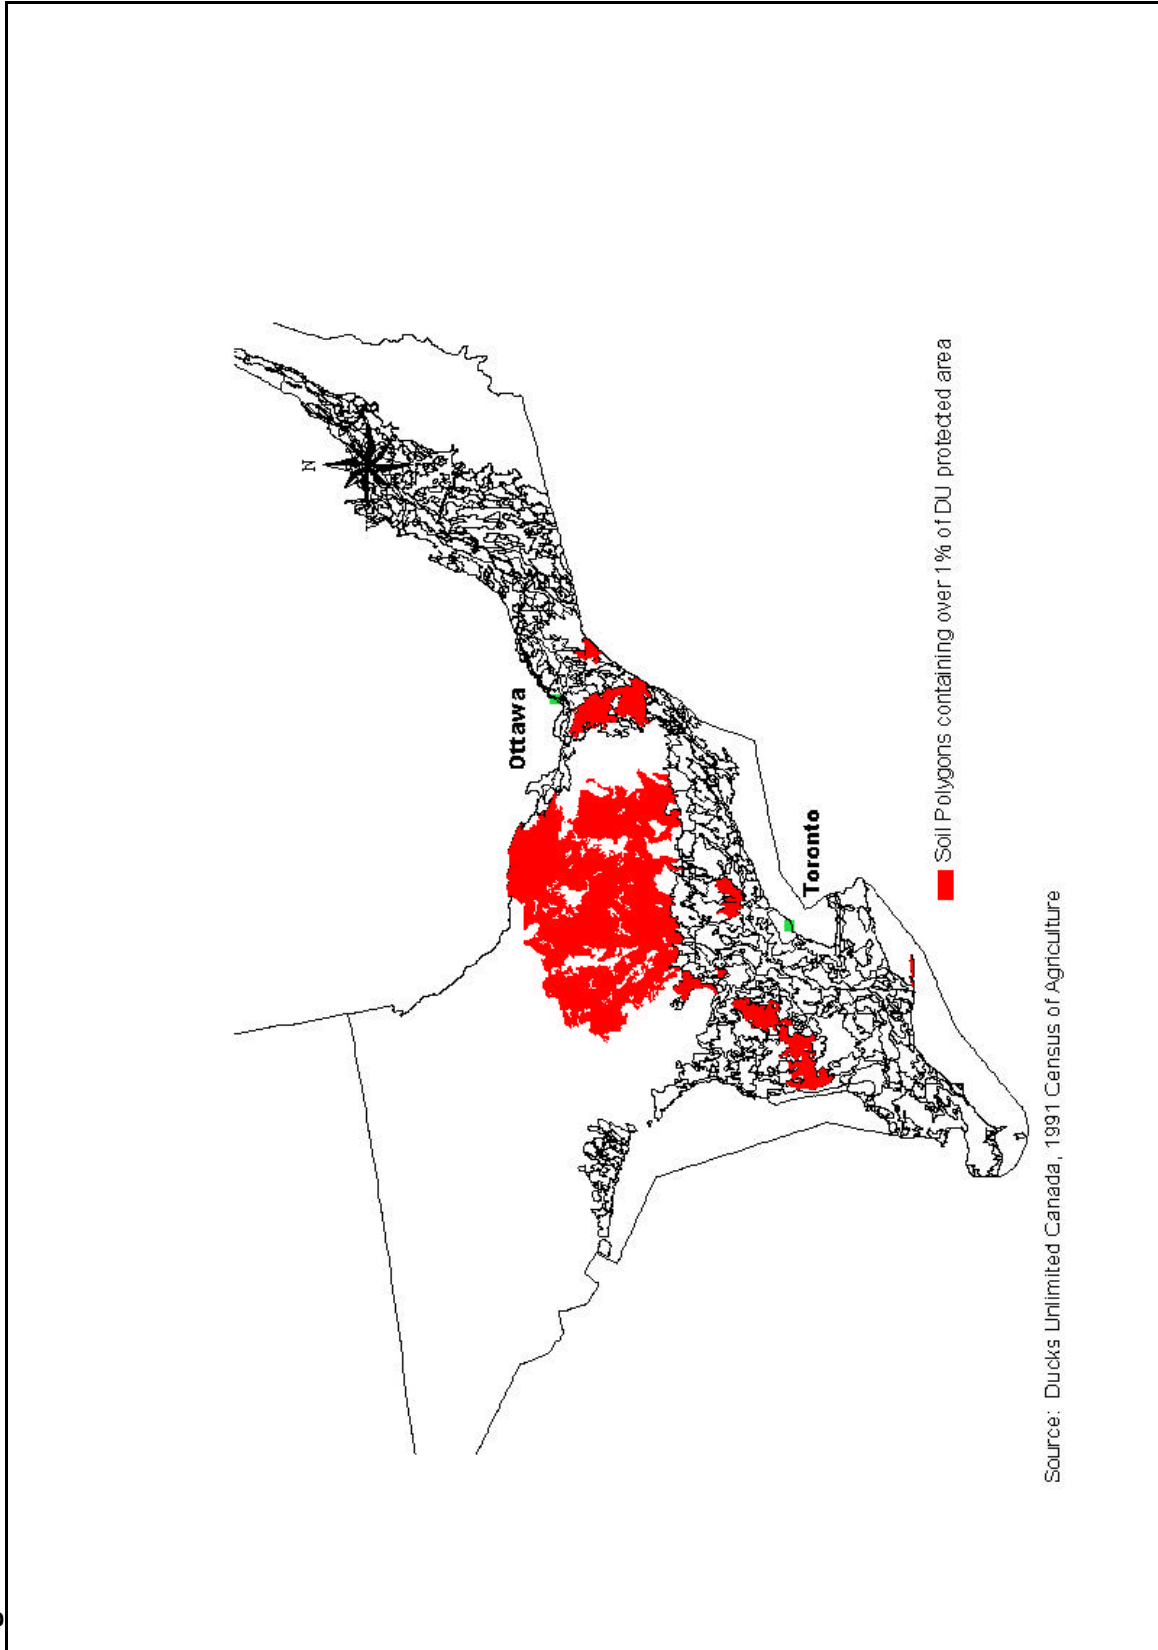 N
Ottawa
Toronto
Soil Polygons containing over 1% of DU protected area
Source: Ducks Unlimited Canada, 1991 Census of Agriculture